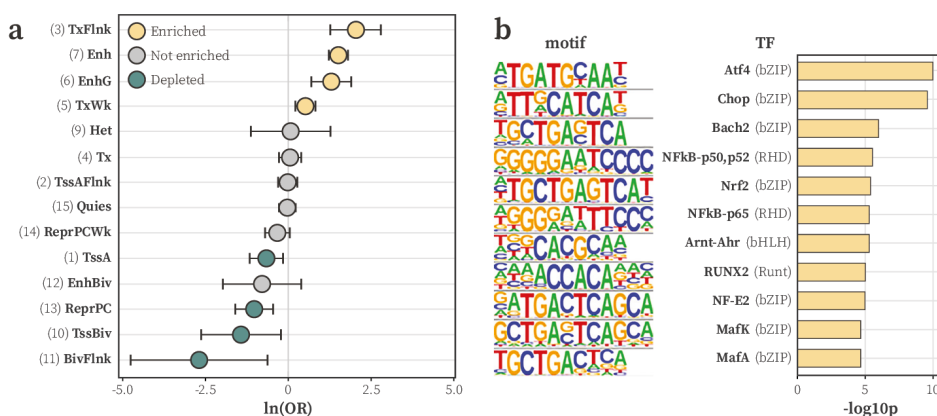 a
Enriched
Not enriched
Depleted
(3) TxFlnk
(7) Enh
(6) EnhG
(5) TxWk
(9) Het
(4) Tx
(2) TssAFlnk
(15) Quies
(14) ReprPCWk
(1) TssA
(12) EnhBiv
(13) ReprPC
(10) TssBiv
(11) BivFlnk
-5.0 -2.5 0 2.5 5.0
ln(OR)
b
motif TF
Atf4 (bZIP)
Chop (bZIP)
Bach2 (bZIP)
NFkB-p50,p52 (RHD)
Nrf2 (bZIP)
NFkB-p65 (RHD)
Arnt-Ahr (bHLH)
RUNX2 (Runt)
NF-E2 (bZIP)
MafK (bZIP)
MafA (bZIP)
0 5 10
-log10p